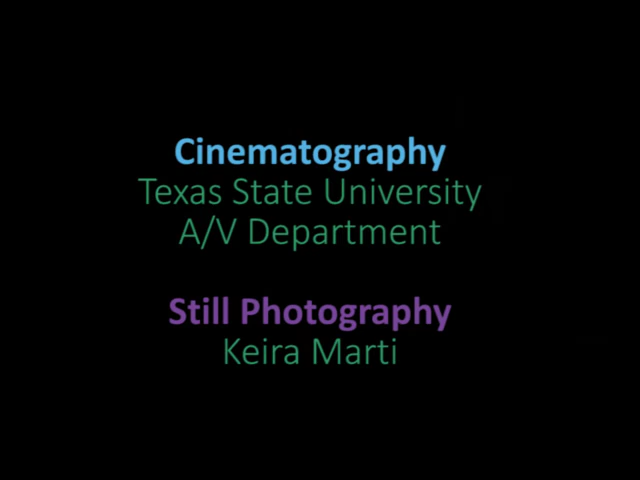 Cinematography
Texas State University
A/V Department
Still Photography
Keira Marti